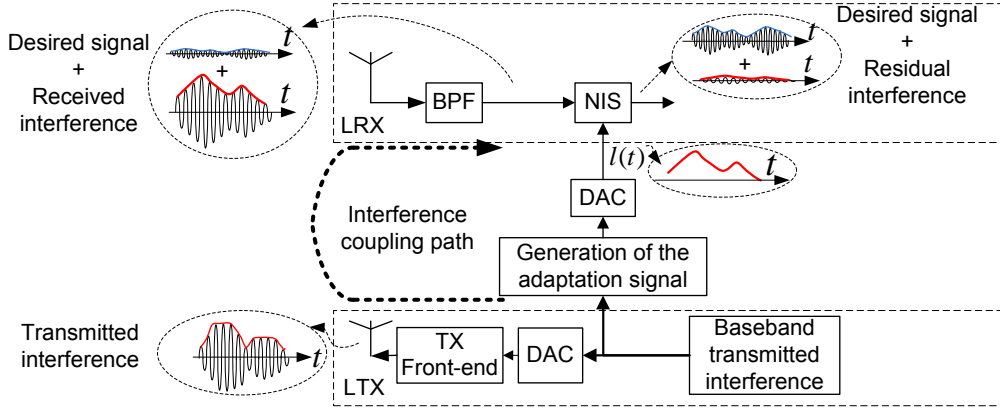 Desired signal
+
Received
interference
t
+
t
BPF
NIS
LRX
t
+
t
Desired signal
+
Residual
interference
l(t)
t
DAC
Interference
coupling path
Generation of the
adaptation signal
Transmitted
interference
t
TX
Front-end
DAC
Baseband
transmitted
interference
LTX